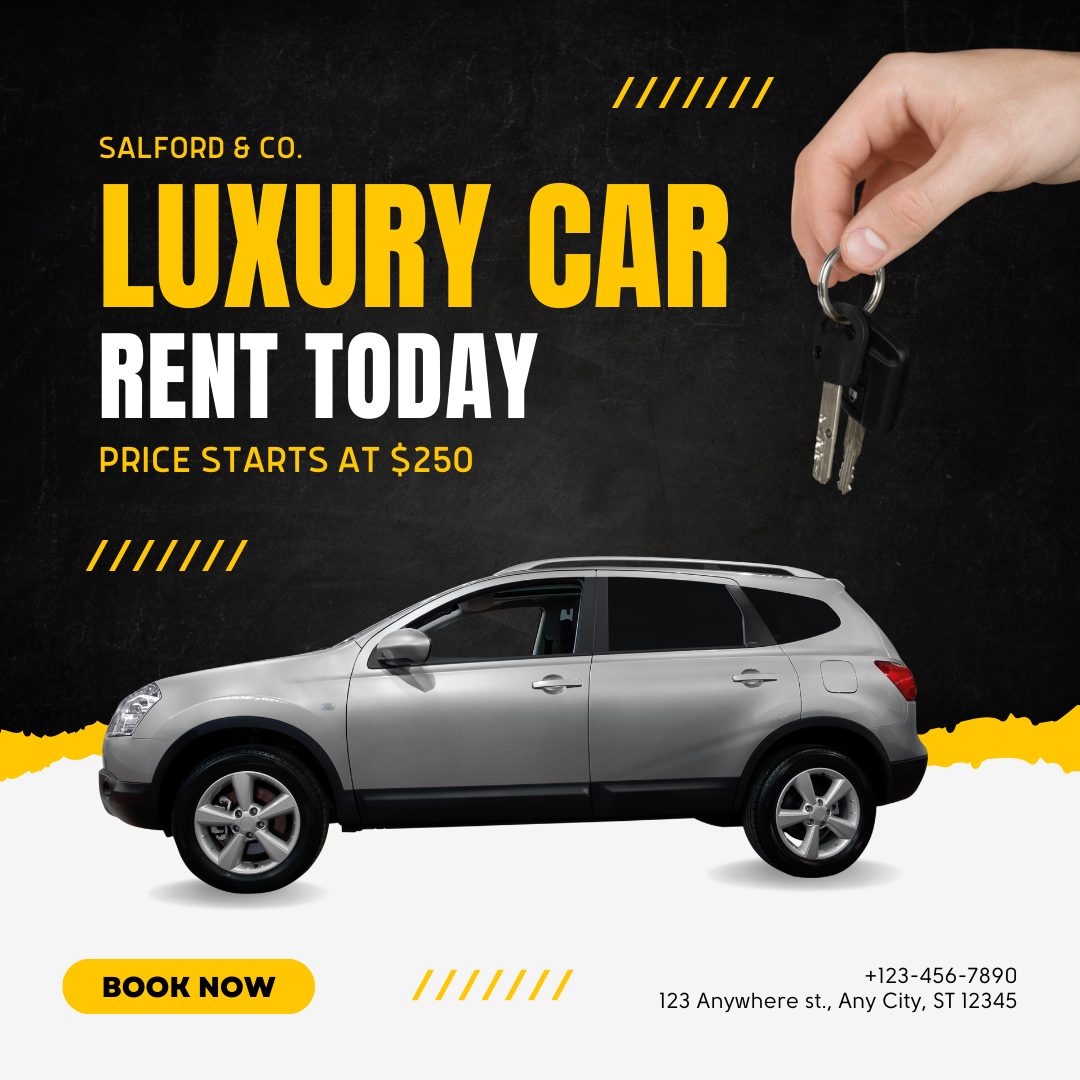 SALFORD & CO.
LUXURY CAR
RENT TODAY
PRICE STARTS AT $250
BOOK NOW
+123-456-7890
123 Anywhere st., Any City, ST 12345